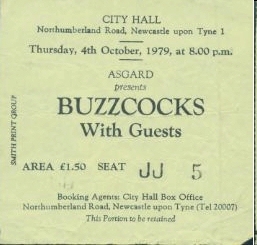 CITY HALL
Northumberland Road, Newcastle upon Tyne 1
Thursday, 4th October, 1979, at 8.00 p.m.
ASGARD
presents
BUZZCOCKS
With Guests
AREA £1.50 SEAT JJ 5
Booking Agents: City Hall Box Office
Northumberland Road, Newcastle upon Tyne (Tel 20007)
This Portion to be retained
SMITH PRINT GROUP